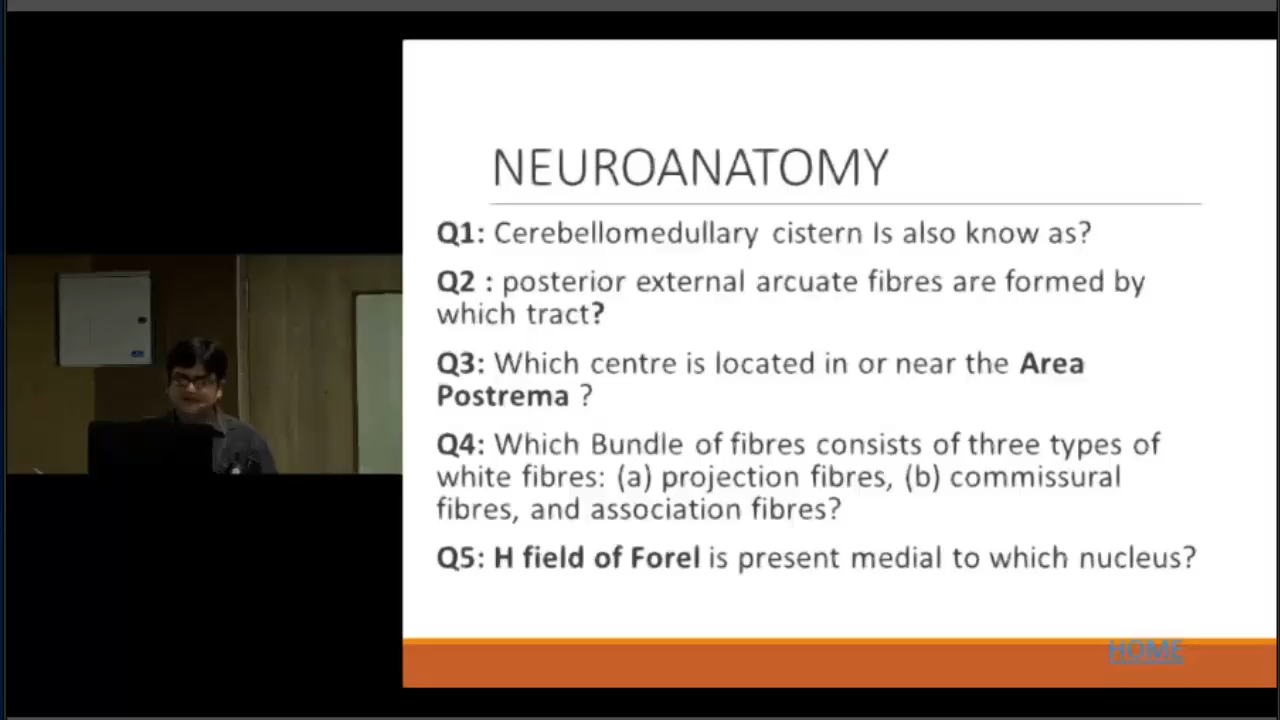 NEUROANATOMY
Q1: Cerebellomedullary cistern Is also know as?
Q2 : posterior external arcuate fibres are formed by
which tract?
Q3: Which centre is located in or near the Area
Postrema ?
Q4: Which Bundle of fibres consists of three types of
white fibres: (a) projection fibres, (b) commissural
fibres, and association fibres?
Q5: H field of Forel is present medial to which nucleus?
HOME